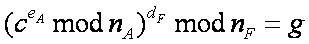 (c^{e_A} mod n_A)^{d_F} mod n_F = g